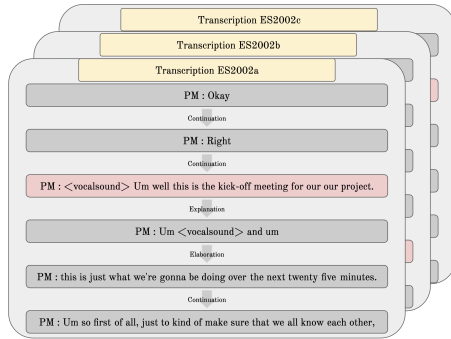 Transcription ES2002c
Transcription ES2002b
Transcription ES2002a
PM : Okay
Continuation
PM : Right
Continuation
PM : <vocalsound> Um well this is the kick-off meeting for our our project.
Explanation
PM : Um <vocalsound> and um
Elaboration
PM : this is just what we're gonna be doing over the next twenty five minutes.
Continuation
PM : Um so first of all, just to kind of make sure that we all know each other,